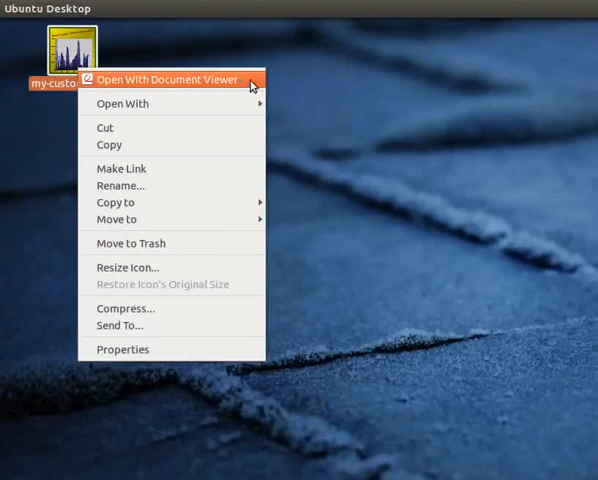 Ubuntu Desktop
my-custo
Open With Document Viewer
Open With
Cut
Copy
Make Link
Rename...
Copy to
Move to
Move to Trash
Resize Icon...
Restore Icon's Original Size
Compress...
Send To...
Properties